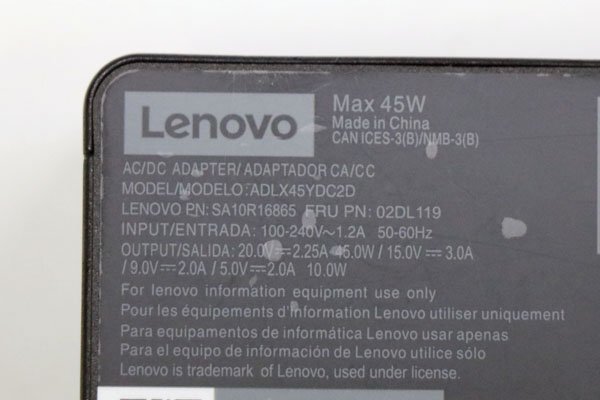 Lenovo
Max 45W
Made in China
CAN ICES-3(B)/NMB-3(B)
AC/DC ADAPTER/ADAPTADOR CA/CC
MODEL/MODELO:ADLX45YDC2D
LENOVO PN: SA10R16865 FRU PN: 02DL119
INPUT/ENTRADA: 100-240V～1.2A 50-60Hz
OUTPUT/SALIDA: 20.0V⎓2.25A 45.0W / 15.0V⎓ 3.0A
/ 9.0V⎓2.0A / 5.0V⎓2.0A 10.0W
For lenovo information equipment use only
Pour les équipements d'Information Lenovo utiliser uniquement
Para equipamentos de informática Lenovo usar apenas
Para el equipo de información de Lenovo utilice sólo
Lenovo is trademark of Lenovo, used under license.